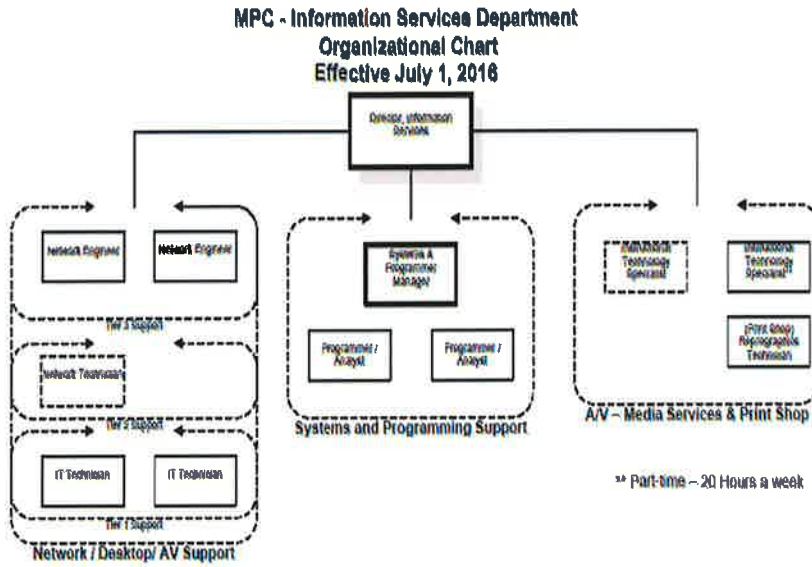 MPC - Information Services Department
Organizational Chart
Effective July 1, 2016
Director, Information
Services
Network Engineer
Network Engineer
Tier 3 Support
Network Technician
Tier 2 Support
IT Technician
IT Technician
Tier 1 Support
Network / Desktop/ AV Support
Systems &
Programmer
Manager
Programmer /
Analyst
Programmer /
Analyst
Systems and Programming Support
Instructional
Technology
Specialist
Instructional
Technology
Specialist**
(Print Shop)
Reprographics
Technician
A/V – Media Services & Print Shop
** Part-time – 20 Hours a week